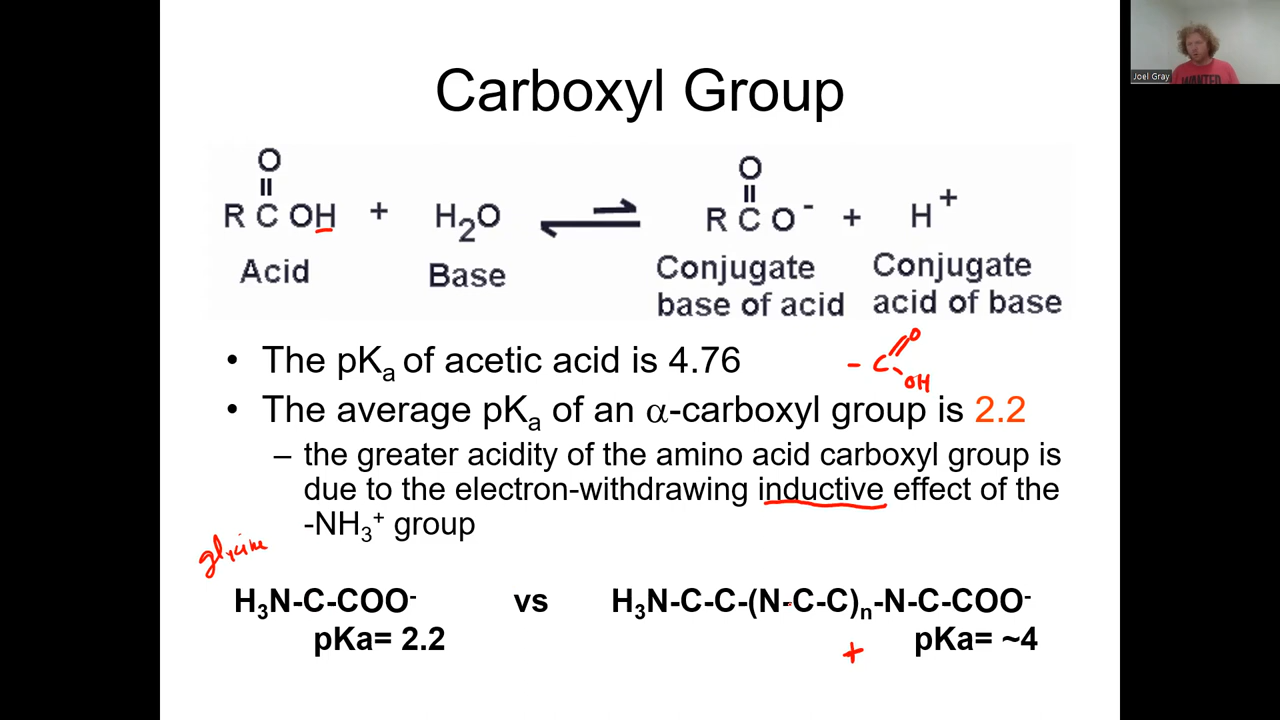 Carboxyl Group
O
||
R C OH + H₂O ⇌ R C O⁻ + H⁺
O
||
Acid Base Conjugate base of acid Conjugate acid of base
• The pKₐ of acetic acid is 4.76
- C O
OH
• The average pKₐ of an α-carboxyl group is 2.2
– the greater acidity of the amino acid carboxyl group is
due to the electron-withdrawing inductive effect of the
-NH₃⁺ group
glycine
H₃N-C-COO⁻ vs H₃N-C-C-(N-C-C)ₙ-N-C-COO⁻
pKa= 2.2 pKa= ~4
+
Joel Gray
WANTED